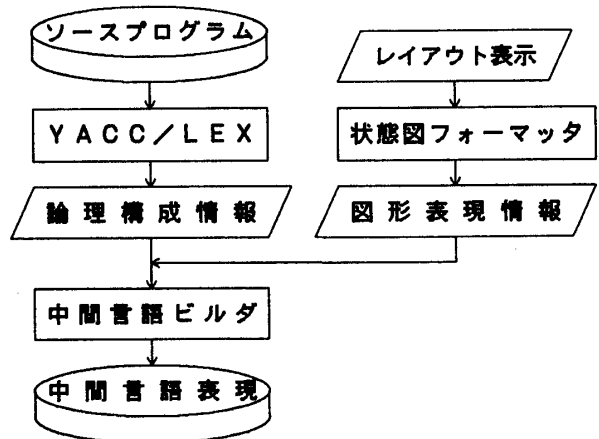 ソースプログラム
レイアウト表示
YACC/LEX
状態図フォーマッタ
論理構成情報
図形表現情報
中間言語ビルダ
中間言語表現